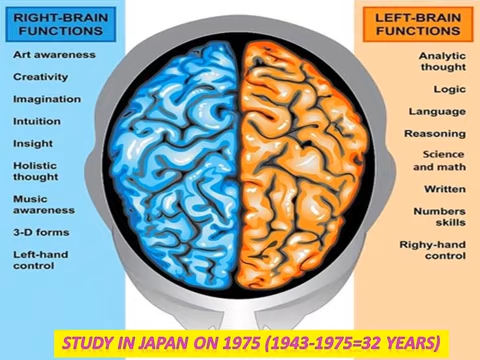 RIGHT-BRAIN
FUNCTIONS
Art awareness
Creativity
Imagination
Intuition
Insight
Holistic
thought
Music
awareness
3-D forms
Left-hand
control
LEFT-BRAIN
FUNCTIONS
Analytic
thought
Logic
Language
Reasoning
Science
and math
Written
Numbers
skills
Righy-hand
control
STUDY IN JAPAN ON 1975 (1943-1975=32 YEARS)